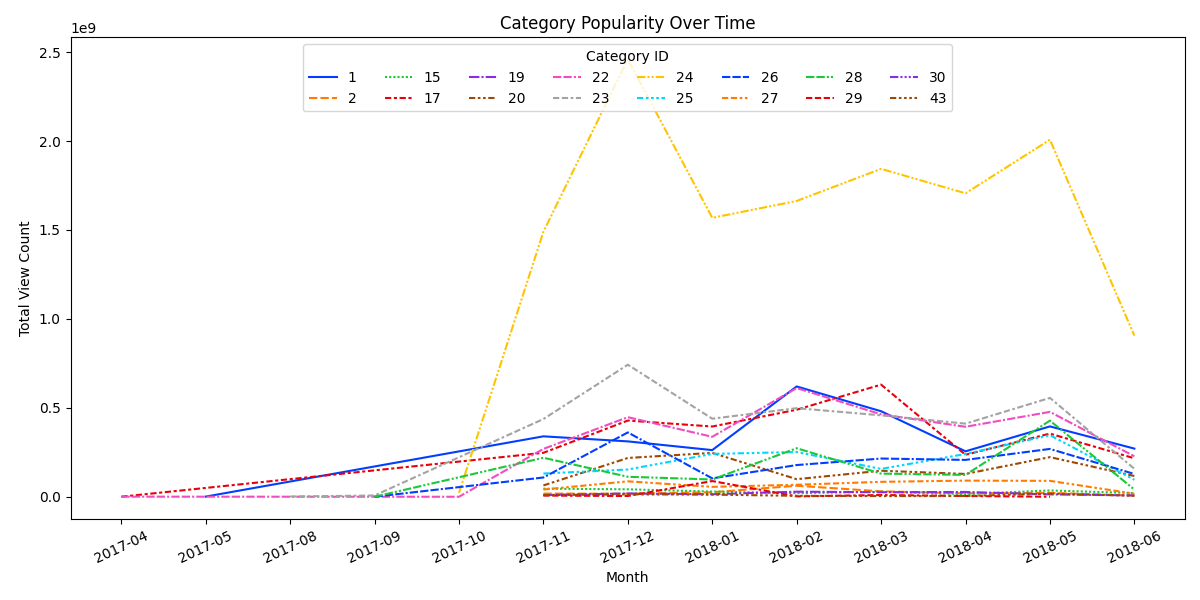 Category Popularity Over Time
1e9
Category ID
1 15 19 22 24 26 28 30
2 17 20 23 25 27 29 43
2.5
2.0
1.5
1.0
0.5
0.0
Total View Count
2017-04 2017-05 2017-08 2017-09 2017-10 2017-11 2017-12 2018-01 2018-02 2018-03 2018-04 2018-05 2018-06
Month